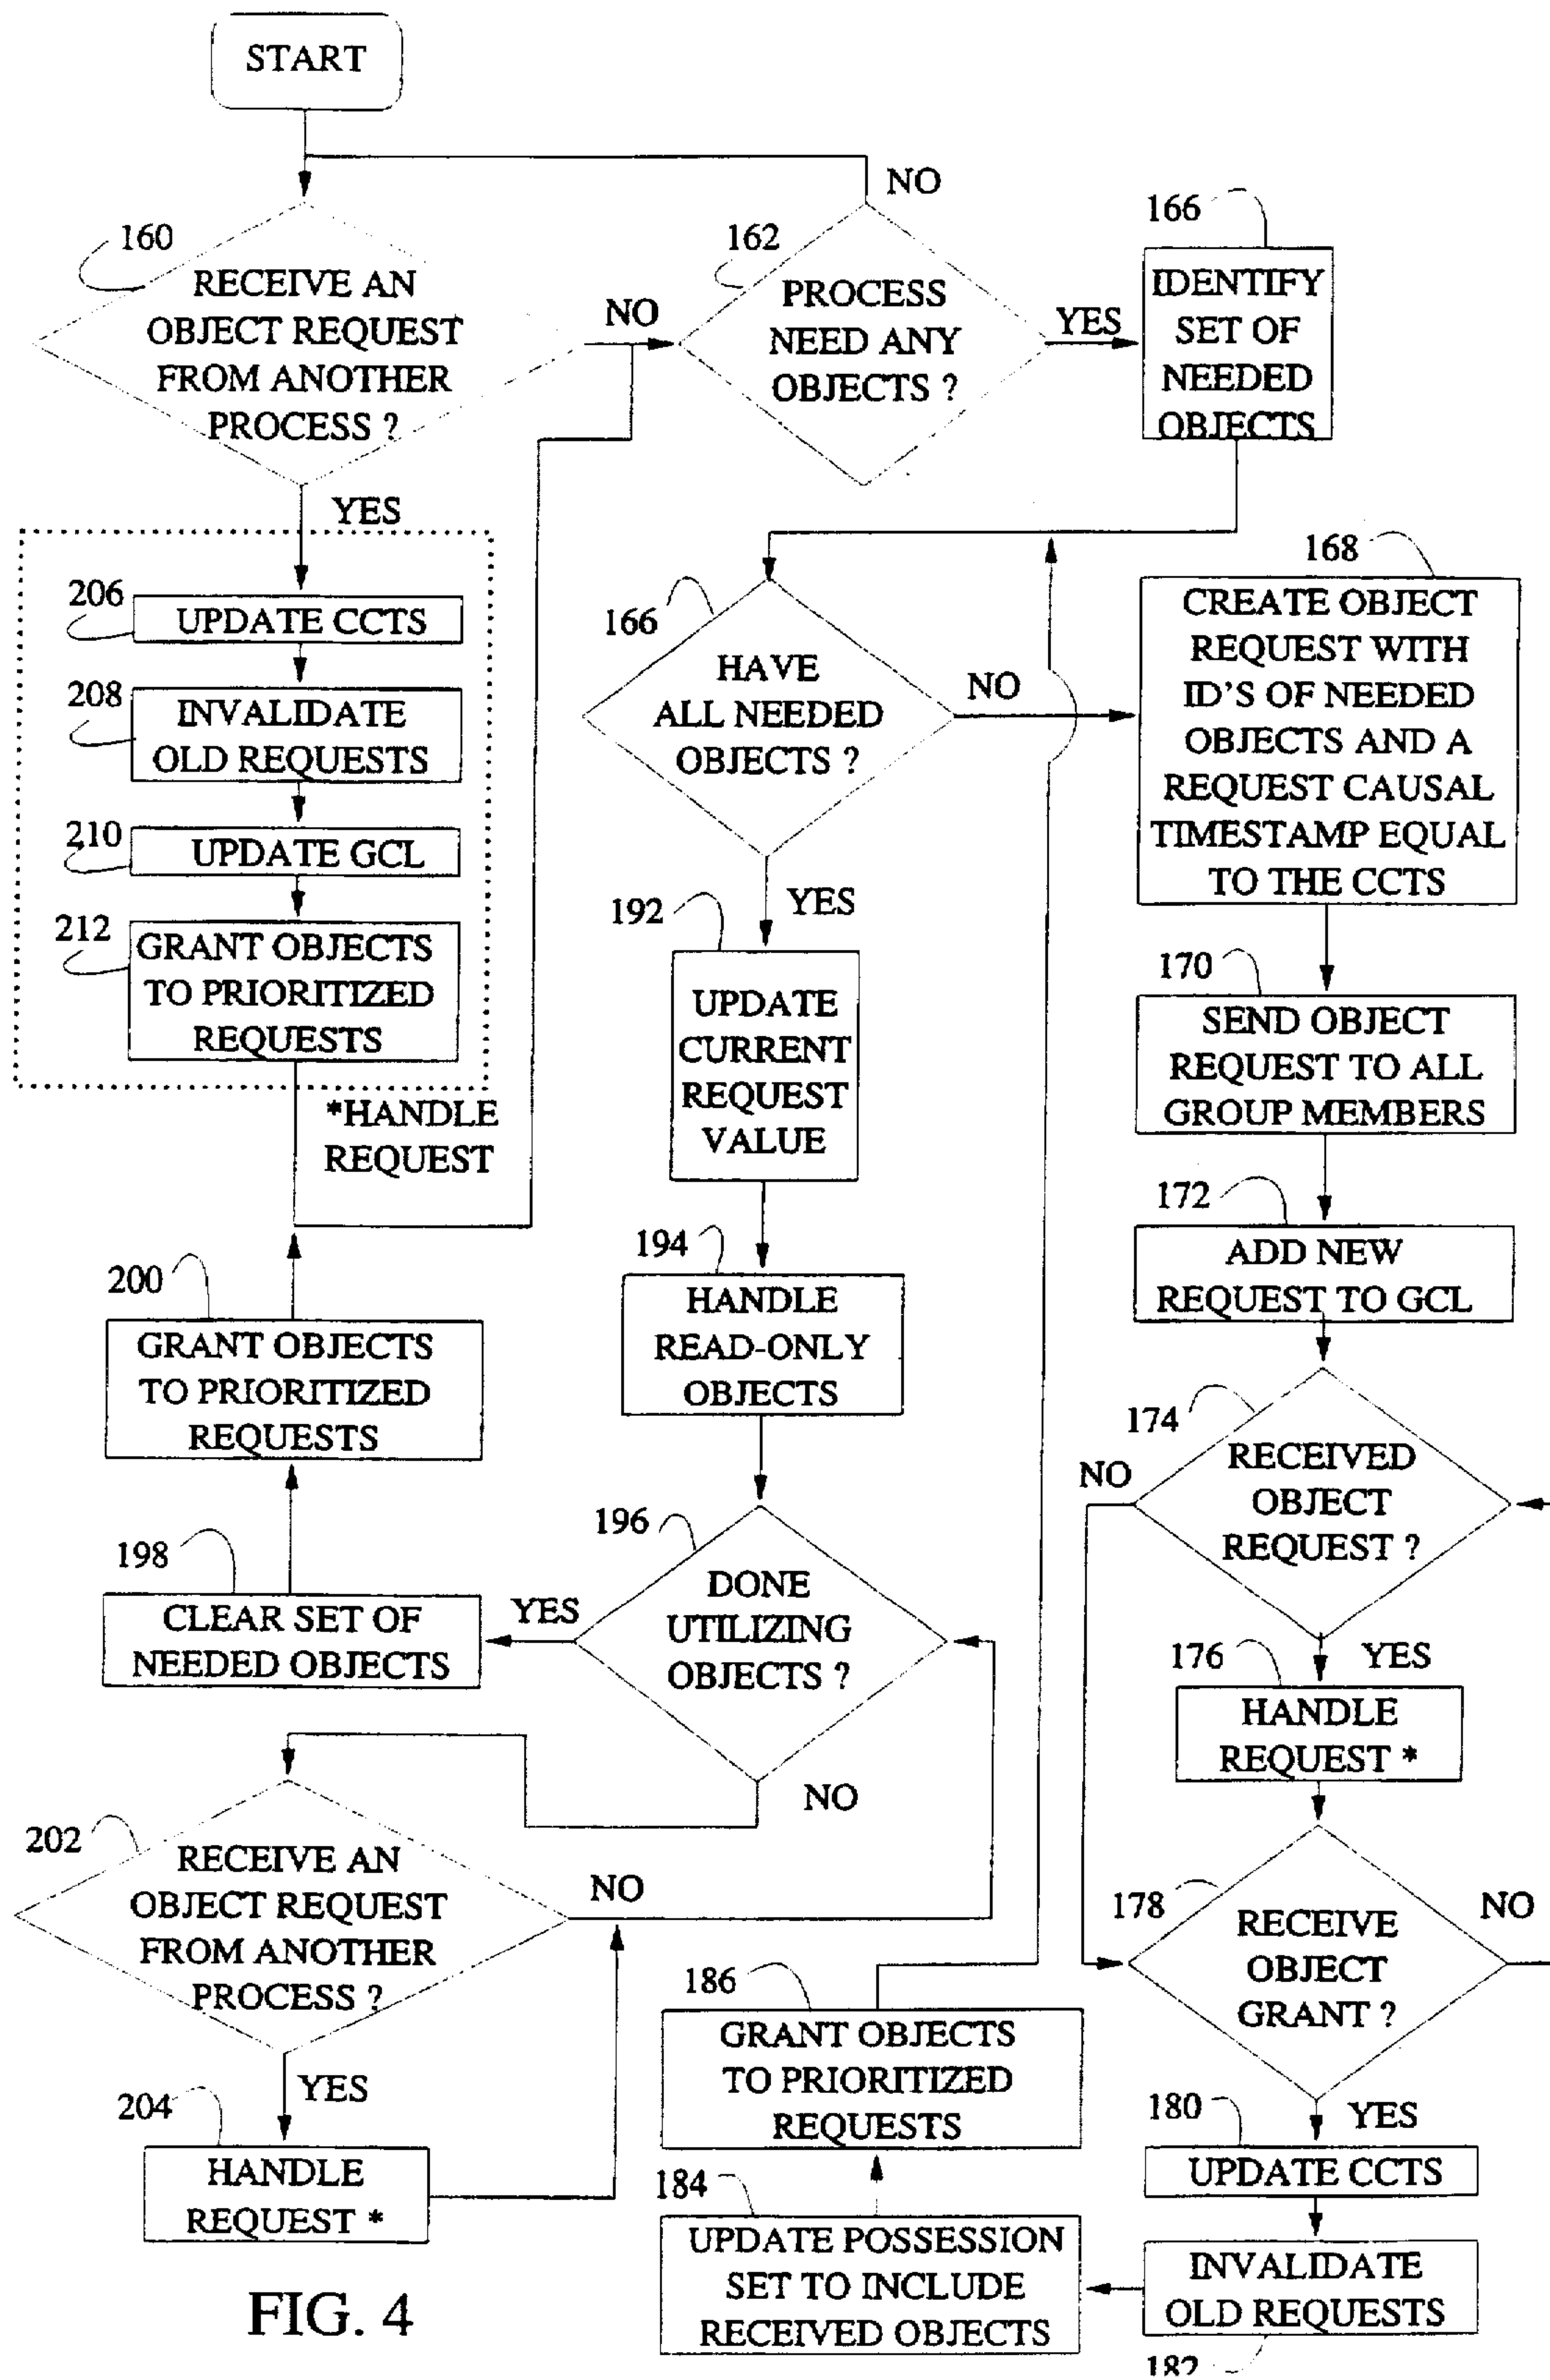 START
NO
160
RECEIVE AN
OBJECT REQUEST
FROM ANOTHER
PROCESS ?
NO
YES
162
PROCESS
NEED ANY
OBJECTS ?
YES
166
IDENTIFY
SET OF
NEEDED
OBJECTS
206
UPDATE CCTS
208
INVALIDATE
OLD REQUESTS
210
UPDATE GCL
212
GRANT OBJECTS
TO PRIORITIZED
REQUESTS
*HANDLE
REQUEST
166
HAVE
ALL NEEDED
OBJECTS ?
NO
YES
168
CREATE OBJECT
REQUEST WITH
ID'S OF NEEDED
OBJECTS AND A
REQUEST CAUSAL
TIMESTAMP EQUAL
TO THE CCTS
170
SEND OBJECT
REQUEST TO ALL
GROUP MEMBERS
172
ADD NEW
REQUEST TO GCL
192
UPDATE
CURRENT
REQUEST
VALUE
194
HANDLE
READ-ONLY
OBJECTS
200
GRANT OBJECTS
TO PRIORITIZED
REQUESTS
198
CLEAR SET OF
NEEDED OBJECTS
YES
196
DONE
UTILIZING
OBJECTS ?
NO
174
NO
RECEIVED
OBJECT
REQUEST ?
YES
176
HANDLE
REQUEST *
202
RECEIVE AN
OBJECT REQUEST
FROM ANOTHER
PROCESS ?
NO
YES
204
HANDLE
REQUEST *
178
RECEIVE
OBJECT
GRANT ?
NO
YES
180
UPDATE CCTS
INVALIDATE
OLD REQUESTS
182
184
UPDATE POSSESSION
SET TO INCLUDE
RECEIVED OBJECTS
186
GRANT OBJECTS
TO PRIORITIZED
REQUESTS
FIG. 4